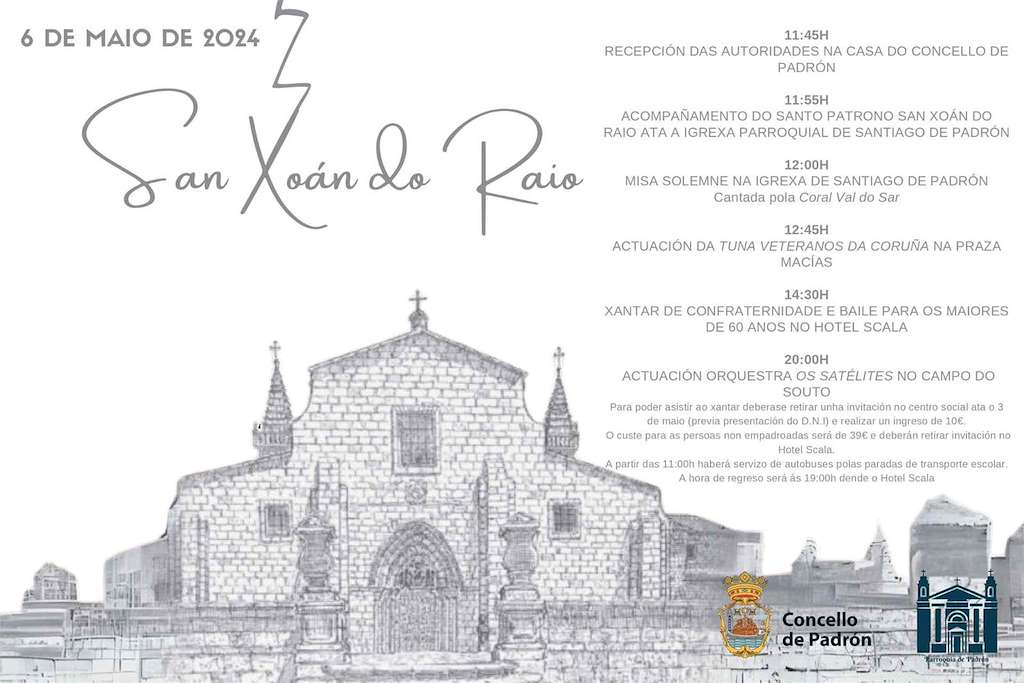 6 DE MAIO DE 2024
San Xoán do Raio
11:45H
RECEPCIÓN DAS AUTORIDADES NA CASA DO CONCELLO DE
PADRÓN
11:55H
ACOMPAÑAMENTO DO SANTO PATRONO SAN XOÁN DO
RAIO ATA A IGREXA PARROQUIAL DE SANTIAGO DE PADRÓN
12:00H
MISA SOLEMNE NA IGREXA DE SANTIAGO DE PADRÓN
Cantada pola Coral Val do Sar
12:45H
ACTUACIÓN DA TUNA VETERANOS DA CORUÑA NA PRAZA
MACÍAS
14:30H
XANTAR DE CONFRATERNIDADE E BAILE PARA OS MAIORES
DE 60 ANOS NO HOTEL SCALA
20:00H
ACTUACIÓN ORQUESTRA OS SATÉLITES NO CAMPO DO
SOUTO
Para poder asistir ao xantar deberase retirar unha invitación no centro social ata o 3
de maio (previa presentación do D.N.I) e realizar un ingreso de 10€.
O custe para as persoas non empadroadas será de 39€ e deberán retirar invitación no
Hotel Scala.
A partir das 11:00h haberá servizo de autobuses polas paradas de transporte escolar.
A hora de regreso será ás 19:00h dende o Hotel Scala
Concello
de Padrón
Parroquia de Padrón